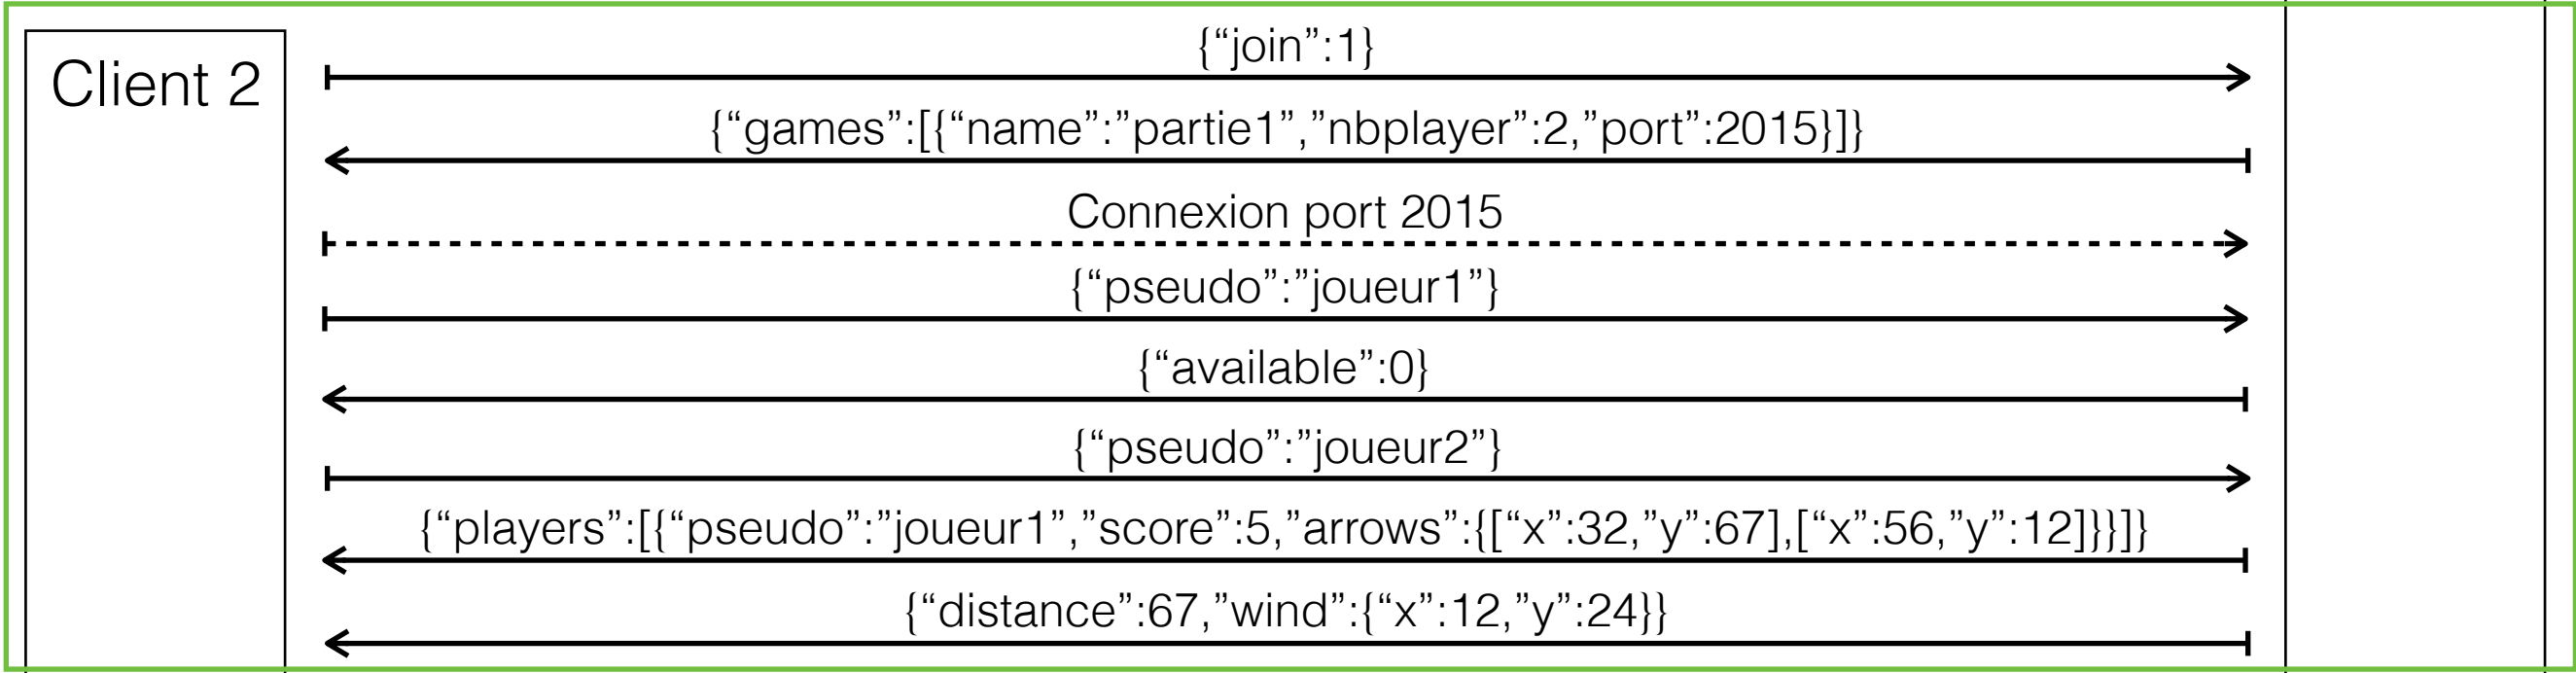 Client 2
{“join”:1}
{“games”:[{“name”:”partie1”,”nbplayer”:2,”port”:2015}]}
Connexion port 2015
{“pseudo”:”joueur1”}
{“available”:0}
{“pseudo”:”joueur2”}
{“players”:[{“pseudo”:”joueur1”,”score”:5,”arrows”:{[“x”:32,”y”:67],[“x”:56,”y”:12]}}]}
{“distance”:67,”wind”:{“x”:12,”y”:24}}